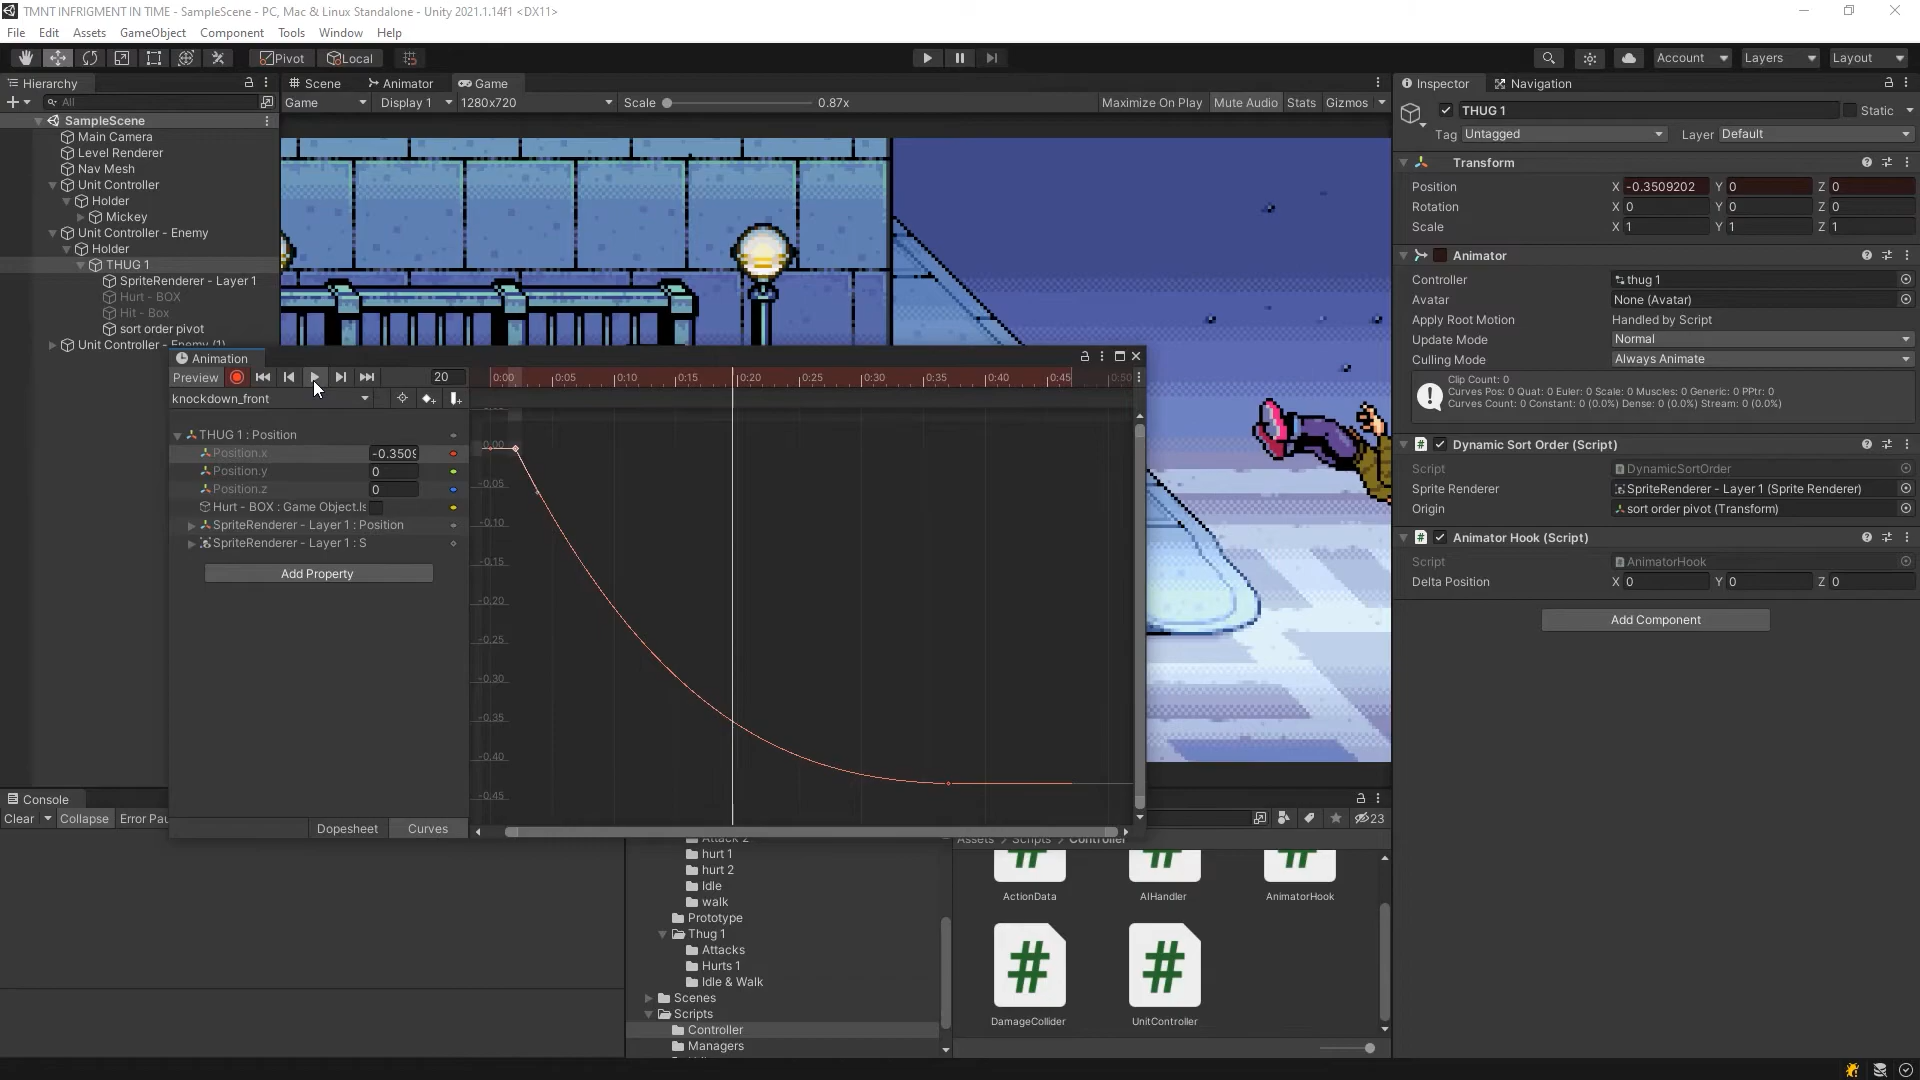 TMNT INFRIGMENT IN TIME - SampleScene - PC, Mac & Linux Standalone - Unity 2021.1.14f1 <DX11>
File Edit Assets GameObject Component Tools Window Help
Pivot Local Account Layers Layout
Hierarchy
All
SampleScene
Main Camera
Level Renderer
Nav Mesh
Unit Controller
Holder
Mickey
Unit Controller - Enemy
Holder
THUG 1
SpriteRenderer - Layer 1
Hurt - BOX
Hit - Box
sort order pivot
Unit Controller - Enemy (1)
Scene Animator Game
Game Display 1 1280x720 Scale 0.87x Maximize On Play Mute Audio Stats Gizmos
Animation
Preview 20
knockdown_front
THUG 1 : Position
Position.x -0.3509
Position.y 0
Position.z 0
Hurt - BOX : Game Object.Is
SpriteRenderer - Layer 1 : Position
SpriteRenderer - Layer 1 : S
Add Property
Dopesheet Curves
0:00 0:05 0:10 0:15 0:20 0:25 0:30 0:35 0:40 0:45 0:50
0.00
-0.05
-0.10
-0.15
-0.20
-0.25
-0.30
-0.35
-0.40
-0.45
Console
Clear Collapse Error Pau
23
Assets Scripts Controller
Attack 2
hurt 1
hurt 2
Idle
walk
Prototype
Thug 1
Attacks
Hurts 1
Idle & Walk
Scenes
Scripts
Controller
Managers
ActionData AIHandler AnimatorHook
DamageCollider UnitController
Inspector Navigation
THUG 1 Static
Tag Untagged Layer Default
Transform
Position X -0.3509202 Y 0 Z 0
Rotation X 0 Y 0 Z 0
Scale X 1 Y 1 Z 1
Animator
Controller thug 1
Avatar None (Avatar)
Apply Root Motion Handled by Script
Update Mode Normal
Culling Mode Always Animate
Clip Count: 0
Curves Pos: 0 Quat: 0 Euler: 0 Scale: 0 Muscles: 0 Generic: 0 PPtr: 0
Curves Count: 0 Constant: 0 (0.0%) Dense: 0 (0.0%) Stream: 0 (0.0%)
Dynamic Sort Order (Script)
Script DynamicSortOrder
Sprite Renderer SpriteRenderer - Layer 1 (Sprite Renderer)
Origin sort order pivot (Transform)
Animator Hook (Script)
Script AnimatorHook
Delta Position X 0 Y 0 Z 0
Add Component